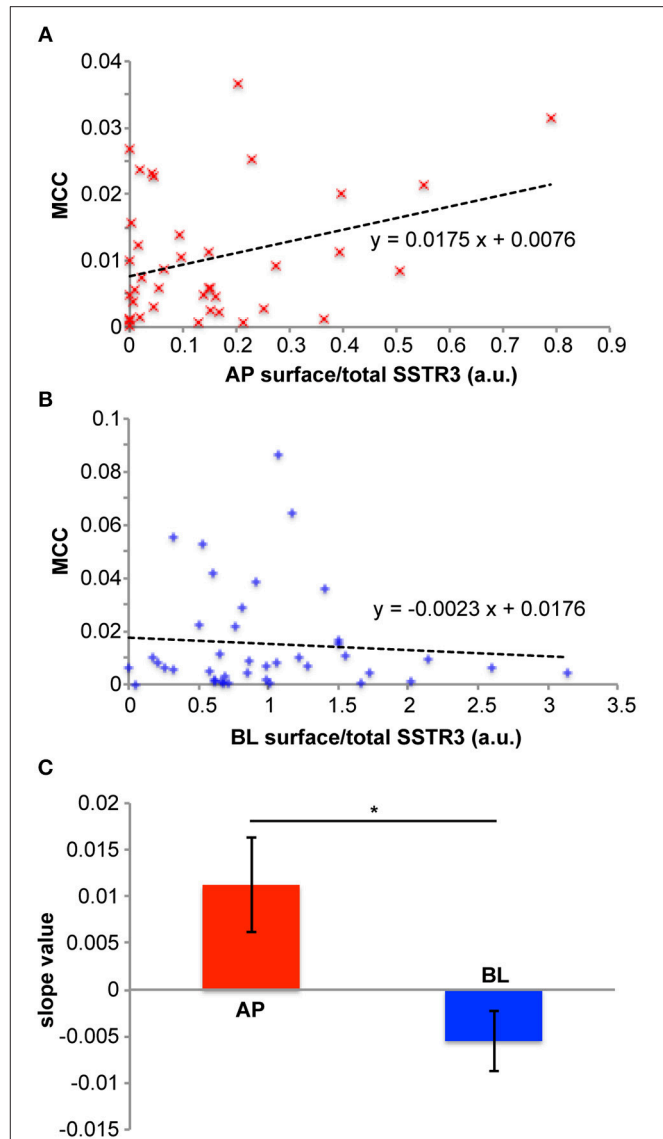 A
0.04
0.03
0.02
0.01
0
MCC
y = 0.0175 x + 0.0076
0 0.1 0.2 0.3 0.4 0.5 0.6 0.7 0.8 0.9
AP surface/total SSTR3 (a.u.)
B
0.1
0.08
0.06
0.04
0.02
0
MCC
y = -0.0023 x + 0.0176
0 0.5 1 1.5 2 2.5 3 3.5
BL surface/total SSTR3 (a.u.)
C
0.02
0.015
0.01
0.005
0
-0.005
-0.01
-0.015
slope value
*
AP
BL